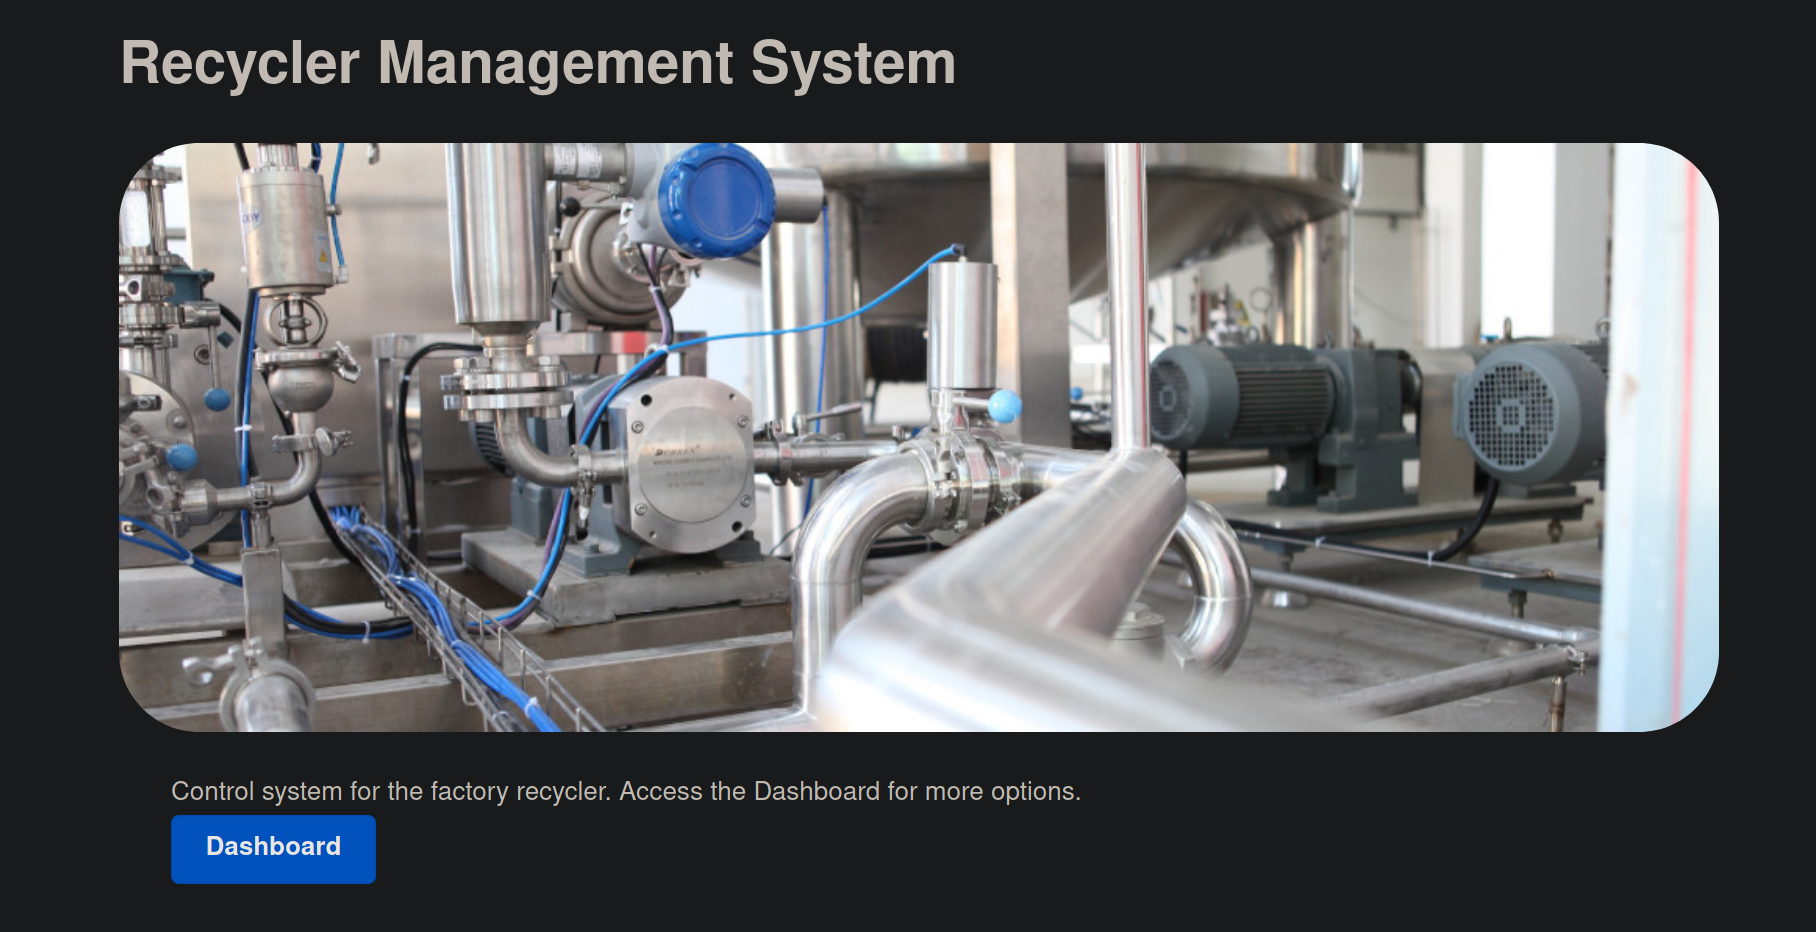 Recycler Management System
Control system for the factory recycler. Access the Dashboard for more options.
Dashboard